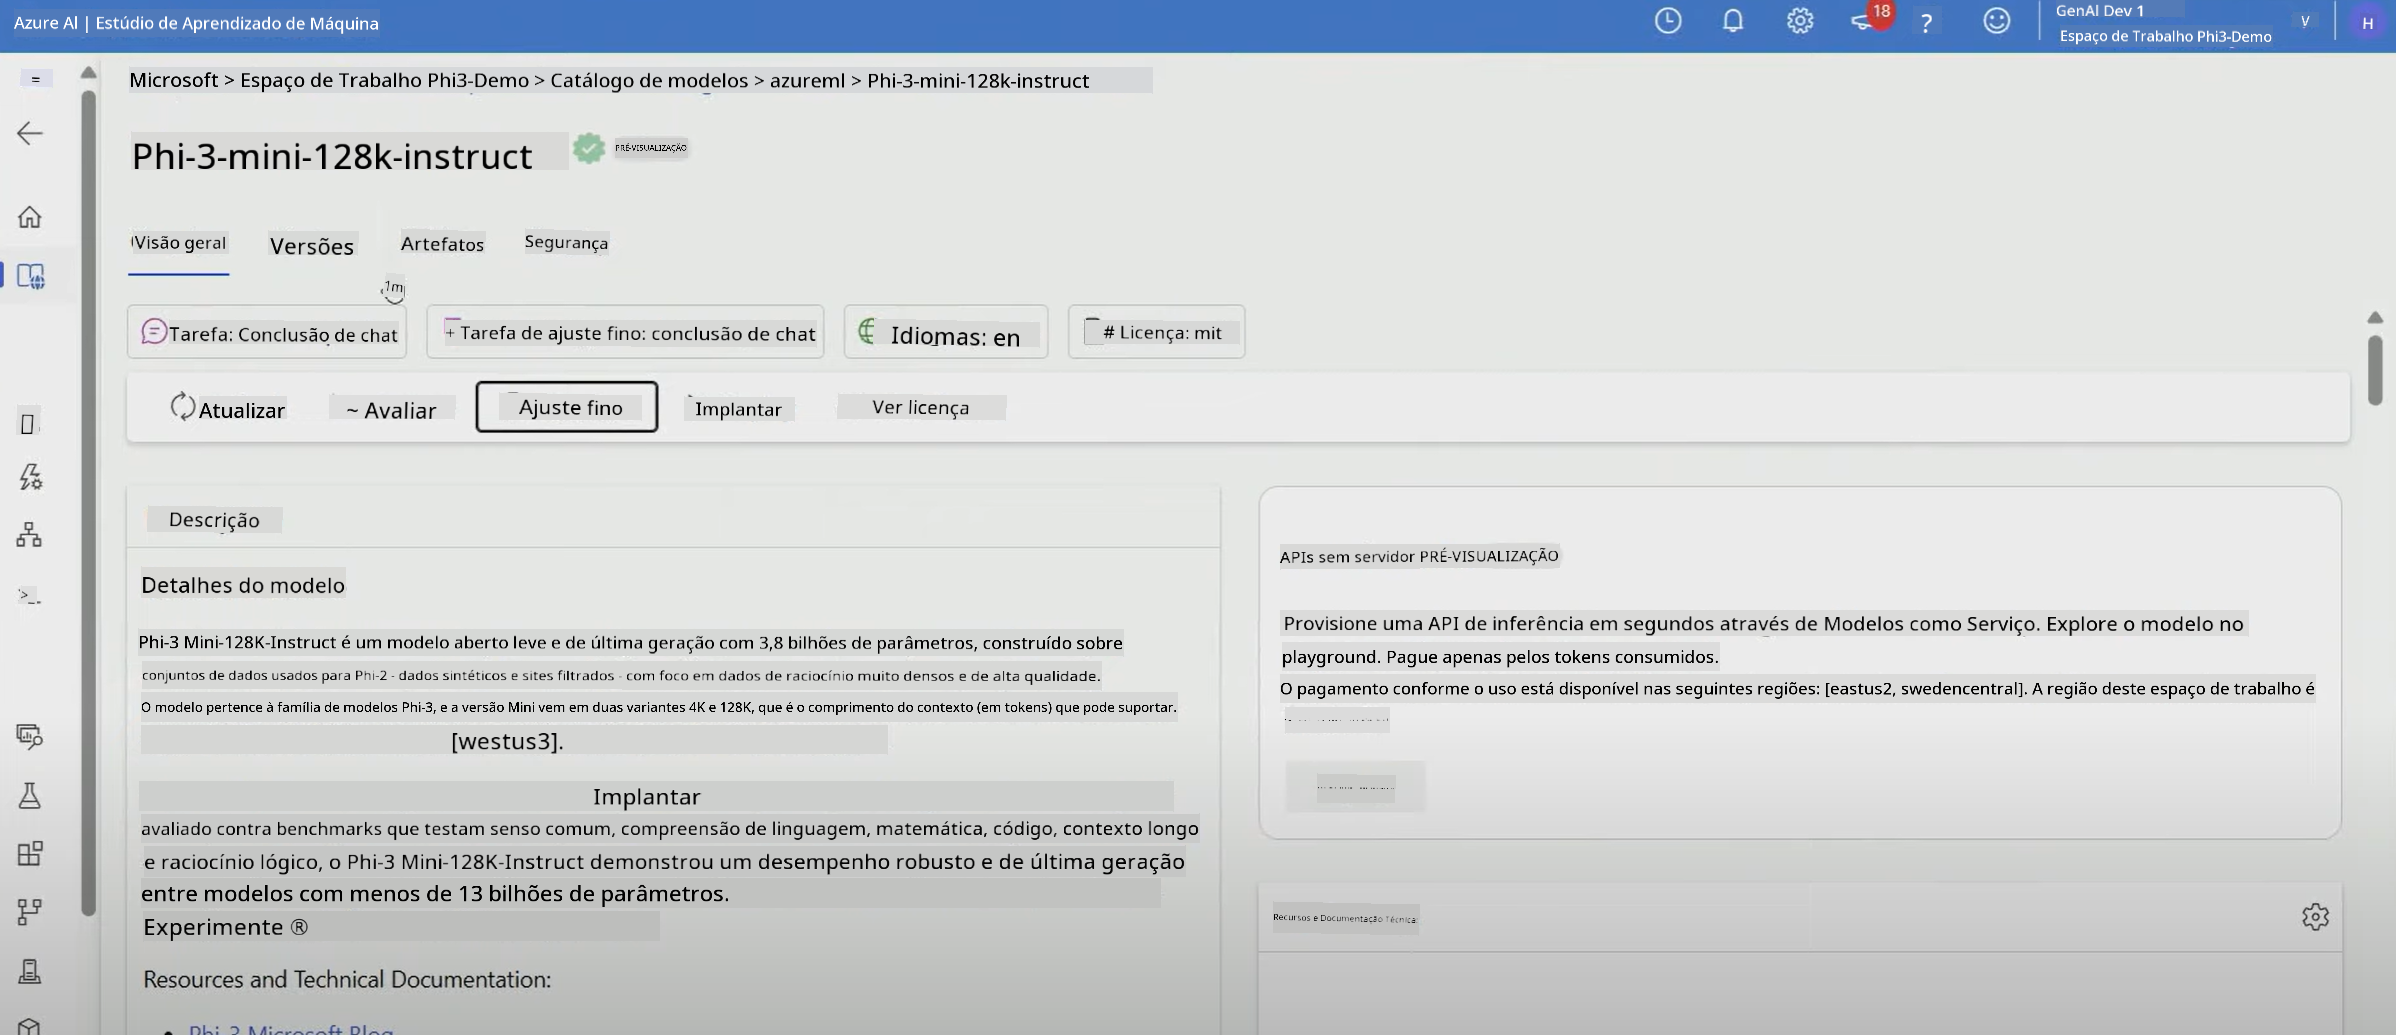 Azure AI | Estúdio de Aprendizado de Máquina
18
?
GenAI Dev 1
Espaço de Trabalho Phi3-Demo
V
H
Microsoft > Espaço de Trabalho Phi3-Demo > Catálogo de modelos > azureml > Phi-3-mini-128k-instruct
Phi-3-mini-128k-instruct
PRÉ-VISUALIZAÇÃO
Visão geral
Versões
Artefatos
Segurança
1m
Tarefa: Conclusão de chat
+ Tarefa de ajuste fino: conclusão de chat
Idiomas: en
# Licença: mit
Atualizar
~ Avaliar
Ajuste fino
Implantar
Ver licença
Descrição
Detalhes do modelo
Phi-3 Mini-128K-Instruct é um modelo aberto leve e de última geração com 3,8 bilhões de parâmetros, construído sobre
conjuntos de dados usados para Phi-2 - dados sintéticos e sites filtrados - com foco em dados de raciocínio muito densos e de alta qualidade.
O modelo pertence à família de modelos Phi-3, e a versão Mini vem em duas variantes 4K e 128K, que é o comprimento do contexto (em tokens) que pode suportar.
[westus3].
Implantar
avaliado contra benchmarks que testam senso comum, compreensão de linguagem, matemática, código, contexto longo
e raciocínio lógico, o Phi-3 Mini-128K-Instruct demonstrou um desempenho robusto e de última geração
entre modelos com menos de 13 bilhões de parâmetros.
Experimente ®
Resources and Technical Documentation:
• Phi-3 Microsoft Blog
APIs sem servidor PRÉ-VISUALIZAÇÃO
Provisione uma API de inferência em segundos através de Modelos como Serviço. Explore o modelo no
playground. Pague apenas pelos tokens consumidos.
O pagamento conforme o uso está disponível nas seguintes regiões: [eastus2, swedencentral]. A região deste espaço de trabalho é
Recursos e Documentação Técnica: